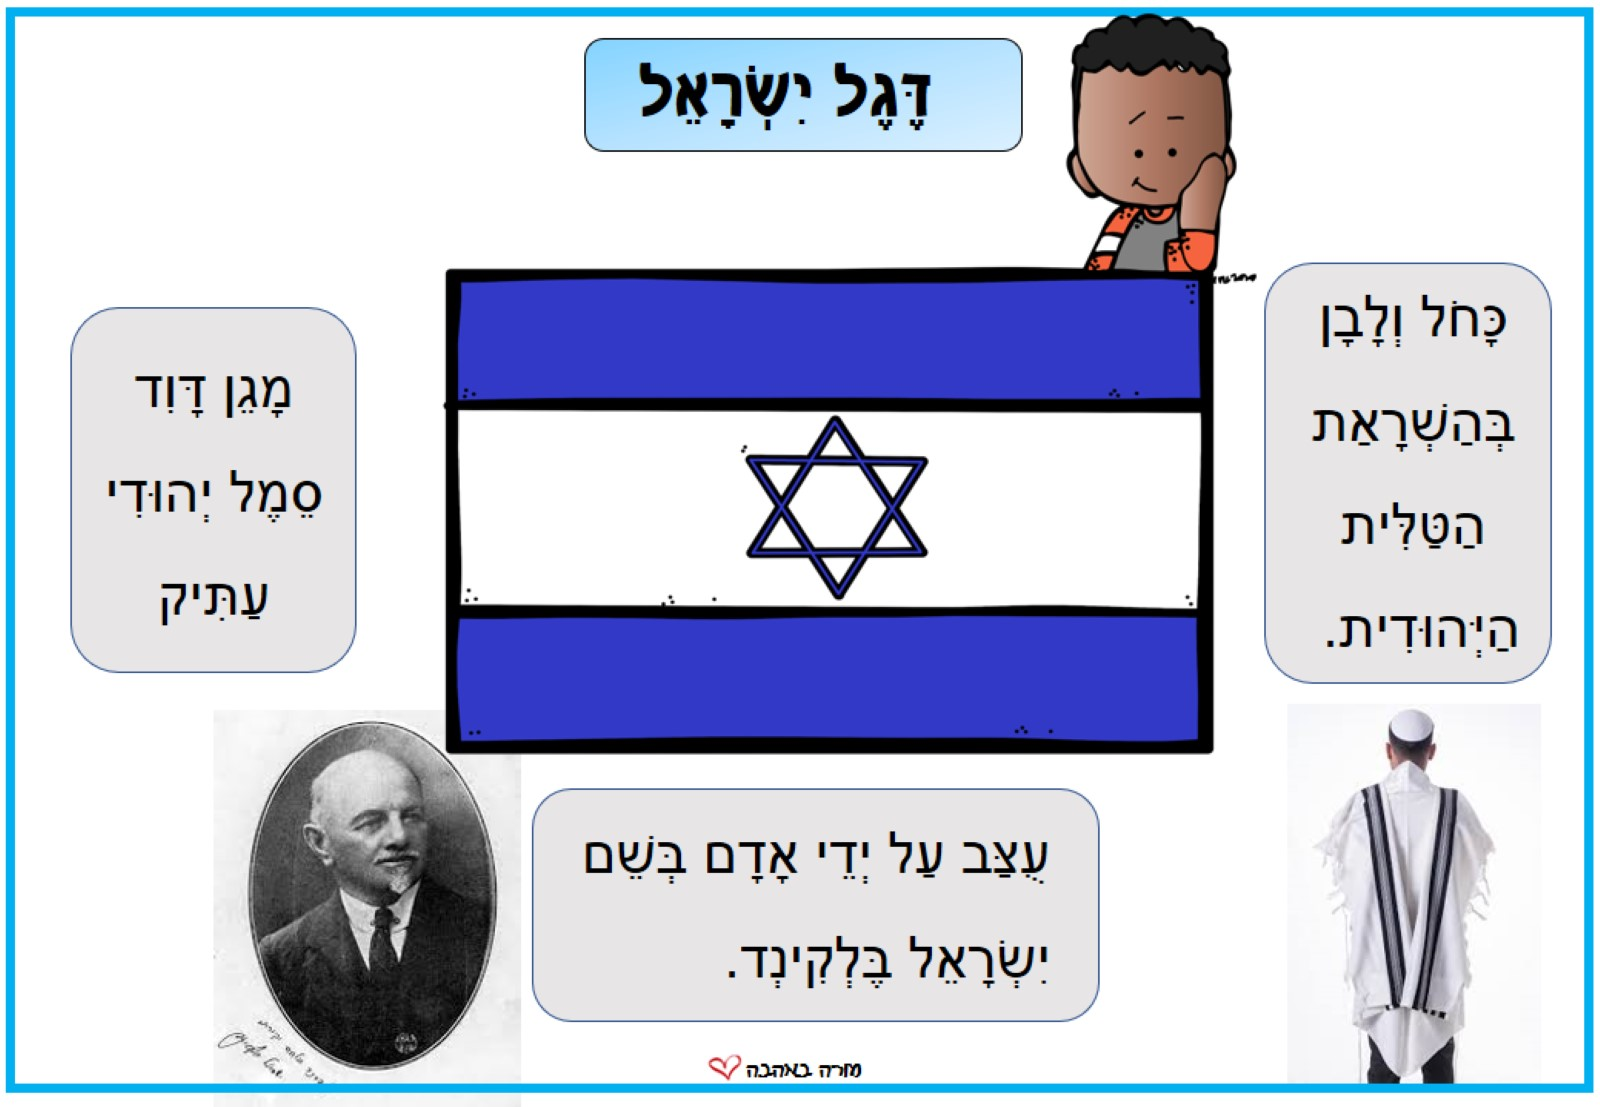 דֶּגֶל יִשְׂרָאֵל
כָּחֹל וְלָבָן
בְּהַשְׁרָאַת
הַטַּלִּית
הַיְּהוּדִית.
מָגֵן דָּוִד
סֵמֶל יְהוּדִי
עַתִּיק
עֻצַּב עַל יְדֵי אָדָם בְּשֵׁם
יִשְׂרָאֵל בֶּלְקִינְד.
מורה באהבה